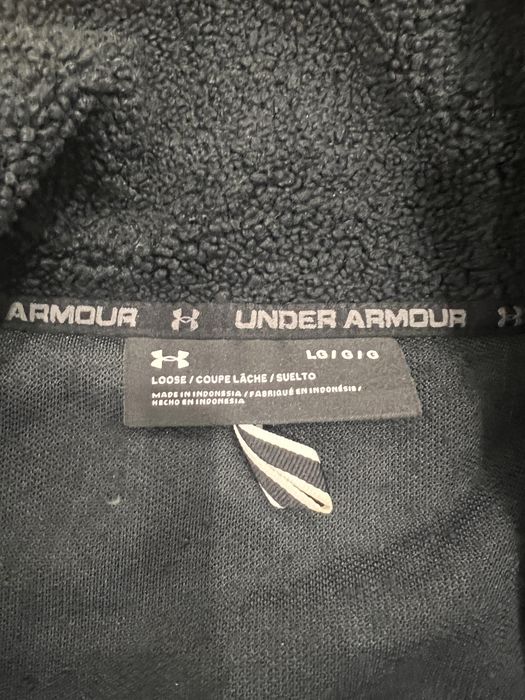 ARMOUR UNDER ARMOUR
LG / G / G
LOOSE / COUPE LÂCHE / SUELTO
MADE IN INDONESIA / FABRIQUÉ EN INDONÉSIE /
HECHO EN INDONESIA